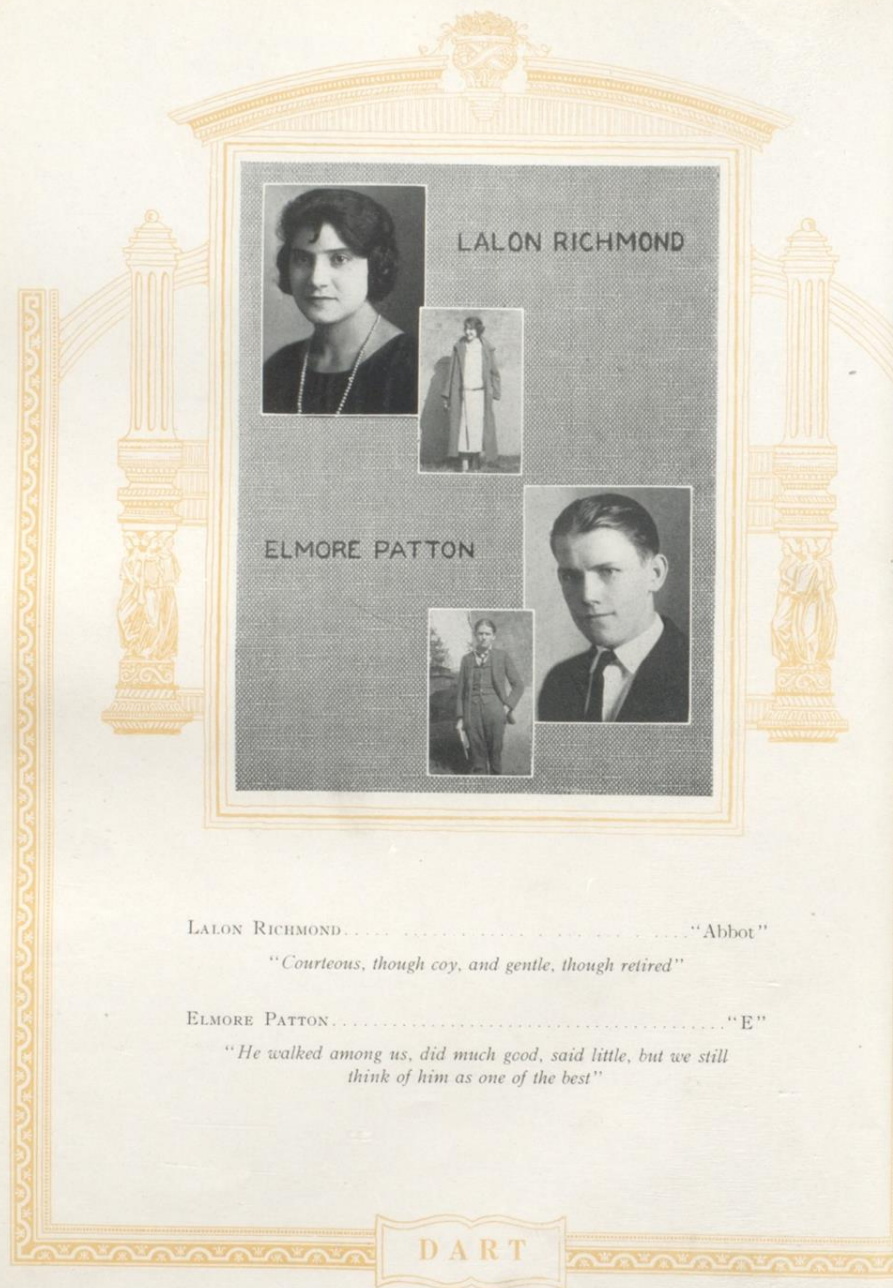 LALON RICHMOND
ELMORE PATTON
LALON RICHMOND.... ........................"Abbot"
"Courteous, though coy, and gentle, though retired"
ELMORE PATTON......................................"E"
"He walked among us, did much good, said little, but we still
think of him as one of the best"
DART